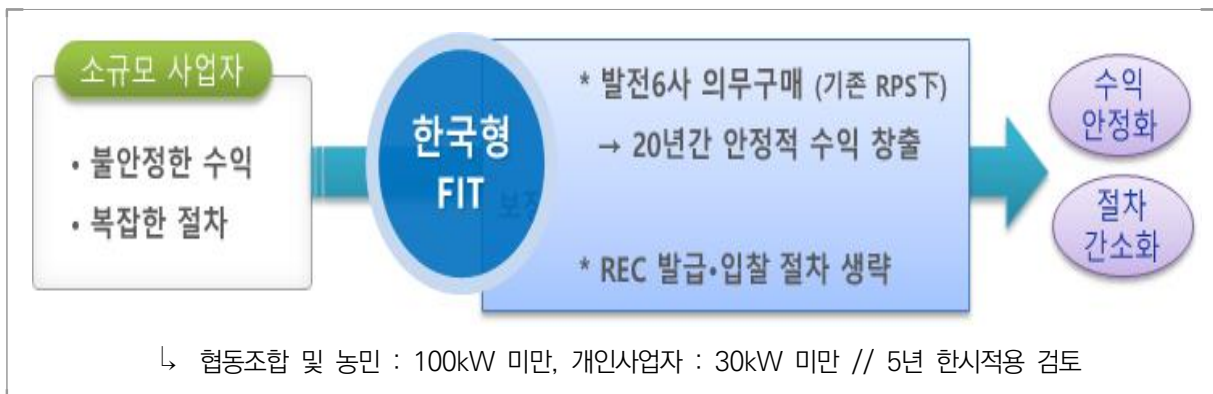 소규모 사업자
• 불안정한 수익
• 복잡한 절차
한국형
FIT
* 발전6사 의무구매 (기존 RPS下)
→ 20년간 안정적 수익 창출
* REC 발급•입찰 절차 생략
수익
안정화
절차
간소화
↳ 협동조합 및 농민 : 100kW 미만, 개인사업자 : 30kW 미만 // 5년 한시적용 검토